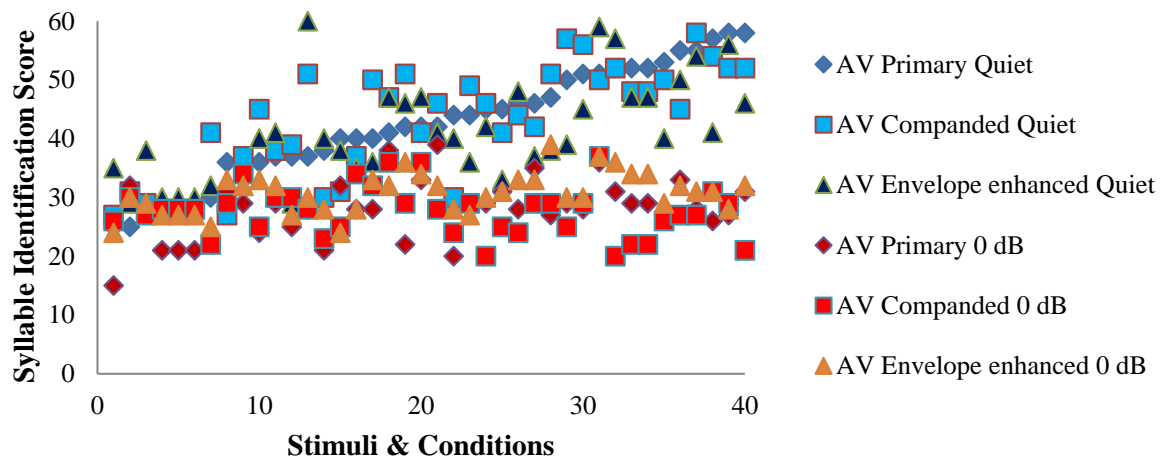 Syllable Identification Score
60
50
40
30
20
10
0
0 10 20 30 40
Stimuli & Conditions
AV Primary Quiet
AV Companded Quiet
AV Envelope enhanced Quiet
AV Primary 0 dB
AV Companded 0 dB
AV Envelope enhanced 0 dB